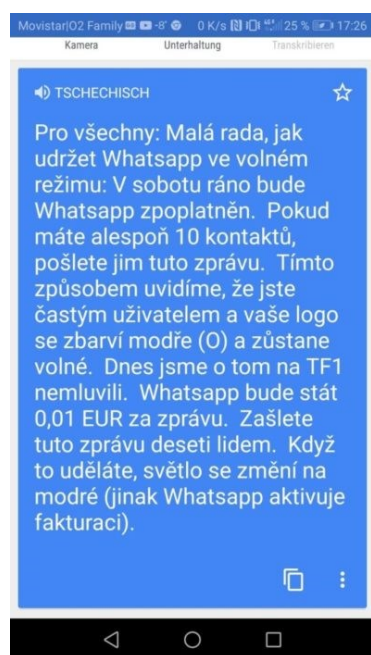 Movistar|O2 Family -8° 0 K/s 25 % 17:26
Kamera Unterhaltung Transkribieren
TSCHECHISCH
Pro všechny: Malá rada, jak
udržet Whatsapp ve volném
režimu: V sobotu ráno bude
Whatsapp zpoplatněn. Pokud
máte alespoň 10 kontaktů,
pošlete jim tuto zprávu. Tímto
způsobem uvidíme, že jste
častým uživatelem a vaše logo
se zbarví modře (O) a zůstane
volné. Dnes jsme o tom na TF1
nemluvili. Whatsapp bude stát
0,01 EUR za zprávu. Zašlete
tuto zprávu deseti lidem. Když
to uděláte, světlo se změní na
modré (jinak Whatsapp aktivuje
fakturaci).